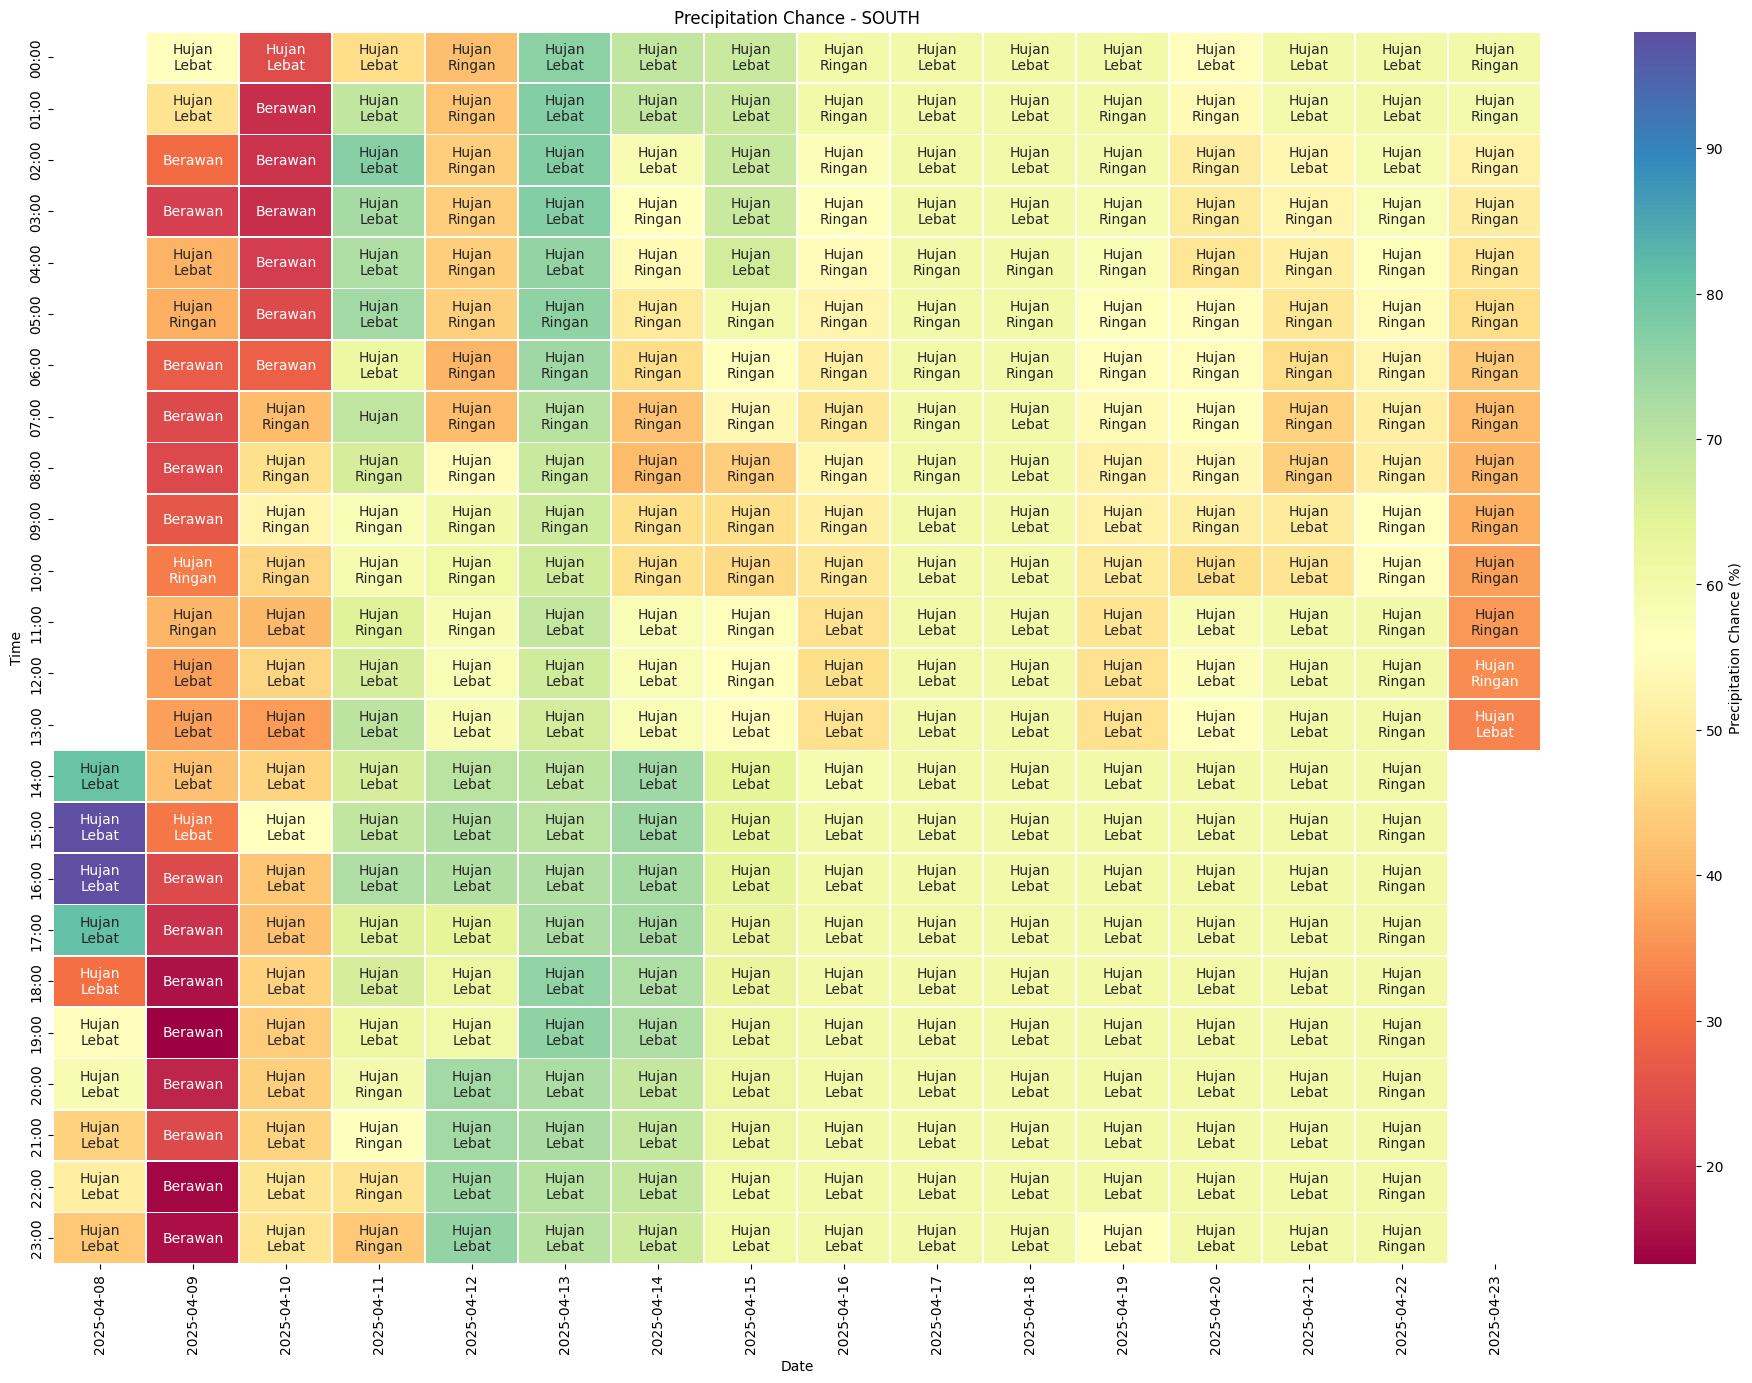 Precipitation Chance - SOUTH
00:00 Hujan Lebat Hujan Lebat Hujan Lebat Hujan Ringan Hujan Lebat Hujan Lebat Hujan Lebat Hujan Ringan Hujan Lebat Hujan Lebat Hujan Lebat Hujan Lebat Hujan Lebat Hujan Lebat Hujan Ringan
01:00 Hujan Lebat Berawan Hujan Lebat Hujan Ringan Hujan Lebat Hujan Lebat Hujan Lebat Hujan Ringan Hujan Lebat Hujan Lebat Hujan Ringan Hujan Ringan Hujan Lebat Hujan Lebat Hujan Ringan
02:00 Berawan Berawan Hujan Lebat Hujan Ringan Hujan Lebat Hujan Lebat Hujan Lebat Hujan Ringan Hujan Lebat Hujan Lebat Hujan Ringan Hujan Ringan Hujan Lebat Hujan Lebat Hujan Ringan
03:00 Berawan Berawan Hujan Lebat Hujan Ringan Hujan Lebat Hujan Ringan Hujan Lebat Hujan Ringan Hujan Lebat Hujan Lebat Hujan Ringan Hujan Ringan Hujan Ringan Hujan Ringan Hujan Ringan
04:00 Hujan Lebat Berawan Hujan Lebat Hujan Ringan Hujan Lebat Hujan Ringan Hujan Lebat Hujan Ringan Hujan Ringan Hujan Ringan Hujan Ringan Hujan Ringan Hujan Ringan Hujan Ringan Hujan Ringan
05:00 Hujan Ringan Berawan Hujan Lebat Hujan Ringan Hujan Ringan Hujan Ringan Hujan Ringan Hujan Ringan Hujan Ringan Hujan Ringan Hujan Ringan Hujan Ringan Hujan Ringan Hujan Ringan Hujan Ringan
06:00 Berawan Berawan Hujan Lebat Hujan Ringan Hujan Ringan Hujan Ringan Hujan Ringan Hujan Ringan Hujan Ringan Hujan Ringan Hujan Ringan Hujan Ringan Hujan Ringan Hujan Ringan Hujan Ringan
07:00 Berawan Hujan Ringan Hujan Hujan Ringan Hujan Ringan Hujan Ringan Hujan Ringan Hujan Ringan Hujan Ringan Hujan Lebat Hujan Ringan Hujan Ringan Hujan Ringan Hujan Ringan Hujan Ringan
08:00 Berawan Hujan Ringan Hujan Ringan Hujan Ringan Hujan Ringan Hujan Ringan Hujan Ringan Hujan Ringan Hujan Ringan Hujan Lebat Hujan Ringan Hujan Ringan Hujan Ringan Hujan Ringan Hujan Ringan
09:00 Berawan Hujan Ringan Hujan Ringan Hujan Ringan Hujan Ringan Hujan Ringan Hujan Ringan Hujan Ringan Hujan Lebat Hujan Lebat Hujan Lebat Hujan Ringan Hujan Lebat Hujan Ringan Hujan Ringan
10:00 Hujan Ringan Hujan Ringan Hujan Ringan Hujan Ringan Hujan Lebat Hujan Ringan Hujan Ringan Hujan Ringan Hujan Lebat Hujan Lebat Hujan Lebat Hujan Lebat Hujan Lebat Hujan Ringan Hujan Ringan
11:00 Hujan Ringan Hujan Lebat Hujan Ringan Hujan Ringan Hujan Lebat Hujan Lebat Hujan Ringan Hujan Lebat Hujan Lebat Hujan Lebat Hujan Lebat Hujan Lebat Hujan Lebat Hujan Ringan Hujan Ringan
12:00 Hujan Lebat Hujan Lebat Hujan Lebat Hujan Lebat Hujan Lebat Hujan Lebat Hujan Ringan Hujan Lebat Hujan Lebat Hujan Lebat Hujan Lebat Hujan Lebat Hujan Lebat Hujan Ringan Hujan Ringan
13:00 Hujan Lebat Hujan Lebat Hujan Lebat Hujan Lebat Hujan Lebat Hujan Lebat Hujan Lebat Hujan Lebat Hujan Lebat Hujan Lebat Hujan Lebat Hujan Lebat Hujan Lebat Hujan Ringan Hujan Lebat
14:00 Hujan Lebat Hujan Lebat Hujan Lebat Hujan Lebat Hujan Lebat Hujan Lebat Hujan Lebat Hujan Lebat Hujan Lebat Hujan Lebat Hujan Lebat Hujan Lebat Hujan Lebat Hujan Lebat Hujan Ringan
15:00 Hujan Lebat Hujan Lebat Hujan Lebat Hujan Lebat Hujan Lebat Hujan Lebat Hujan Lebat Hujan Lebat Hujan Lebat Hujan Lebat Hujan Lebat Hujan Lebat Hujan Lebat Hujan Lebat Hujan Ringan
16:00 Hujan Lebat Berawan Hujan Lebat Hujan Lebat Hujan Lebat Hujan Lebat Hujan Lebat Hujan Lebat Hujan Lebat Hujan Lebat Hujan Lebat Hujan Lebat Hujan Lebat Hujan Lebat Hujan Ringan
17:00 Hujan Lebat Berawan Hujan Lebat Hujan Lebat Hujan Lebat Hujan Lebat Hujan Lebat Hujan Lebat Hujan Lebat Hujan Lebat Hujan Lebat Hujan Lebat Hujan Lebat Hujan Lebat Hujan Ringan
18:00 Hujan Lebat Berawan Hujan Lebat Hujan Lebat Hujan Lebat Hujan Lebat Hujan Lebat Hujan Lebat Hujan Lebat Hujan Lebat Hujan Lebat Hujan Lebat Hujan Lebat Hujan Lebat Hujan Ringan
19:00 Hujan Lebat Berawan Hujan Lebat Hujan Lebat Hujan Lebat Hujan Lebat Hujan Lebat Hujan Lebat Hujan Lebat Hujan Lebat Hujan Lebat Hujan Lebat Hujan Lebat Hujan Lebat Hujan Ringan
20:00 Hujan Lebat Berawan Hujan Lebat Hujan Ringan Hujan Lebat Hujan Lebat Hujan Lebat Hujan Lebat Hujan Lebat Hujan Lebat Hujan Lebat Hujan Lebat Hujan Lebat Hujan Lebat Hujan Ringan
21:00 Hujan Lebat Berawan Hujan Lebat Hujan Ringan Hujan Lebat Hujan Lebat Hujan Lebat Hujan Lebat Hujan Lebat Hujan Lebat Hujan Lebat Hujan Lebat Hujan Lebat Hujan Lebat Hujan Ringan
22:00 Hujan Lebat Berawan Hujan Lebat Hujan Ringan Hujan Lebat Hujan Lebat Hujan Lebat Hujan Lebat Hujan Lebat Hujan Lebat Hujan Lebat Hujan Lebat Hujan Lebat Hujan Lebat Hujan Ringan
23:00 Hujan Lebat Berawan Hujan Lebat Hujan Ringan Hujan Lebat Hujan Lebat Hujan Lebat Hujan Lebat Hujan Lebat Hujan Lebat Hujan Lebat Hujan Lebat Hujan Lebat Hujan Lebat Hujan Ringan
Time
2025-04-08 2025-04-09 2025-04-10 2025-04-11 2025-04-12 2025-04-13 2025-04-14 2025-04-15 2025-04-16 2025-04-17 2025-04-18 2025-04-19 2025-04-20 2025-04-21 2025-04-22 2025-04-23
Date
90
80
70
60
50
40
30
20
Precipitation Chance (%)